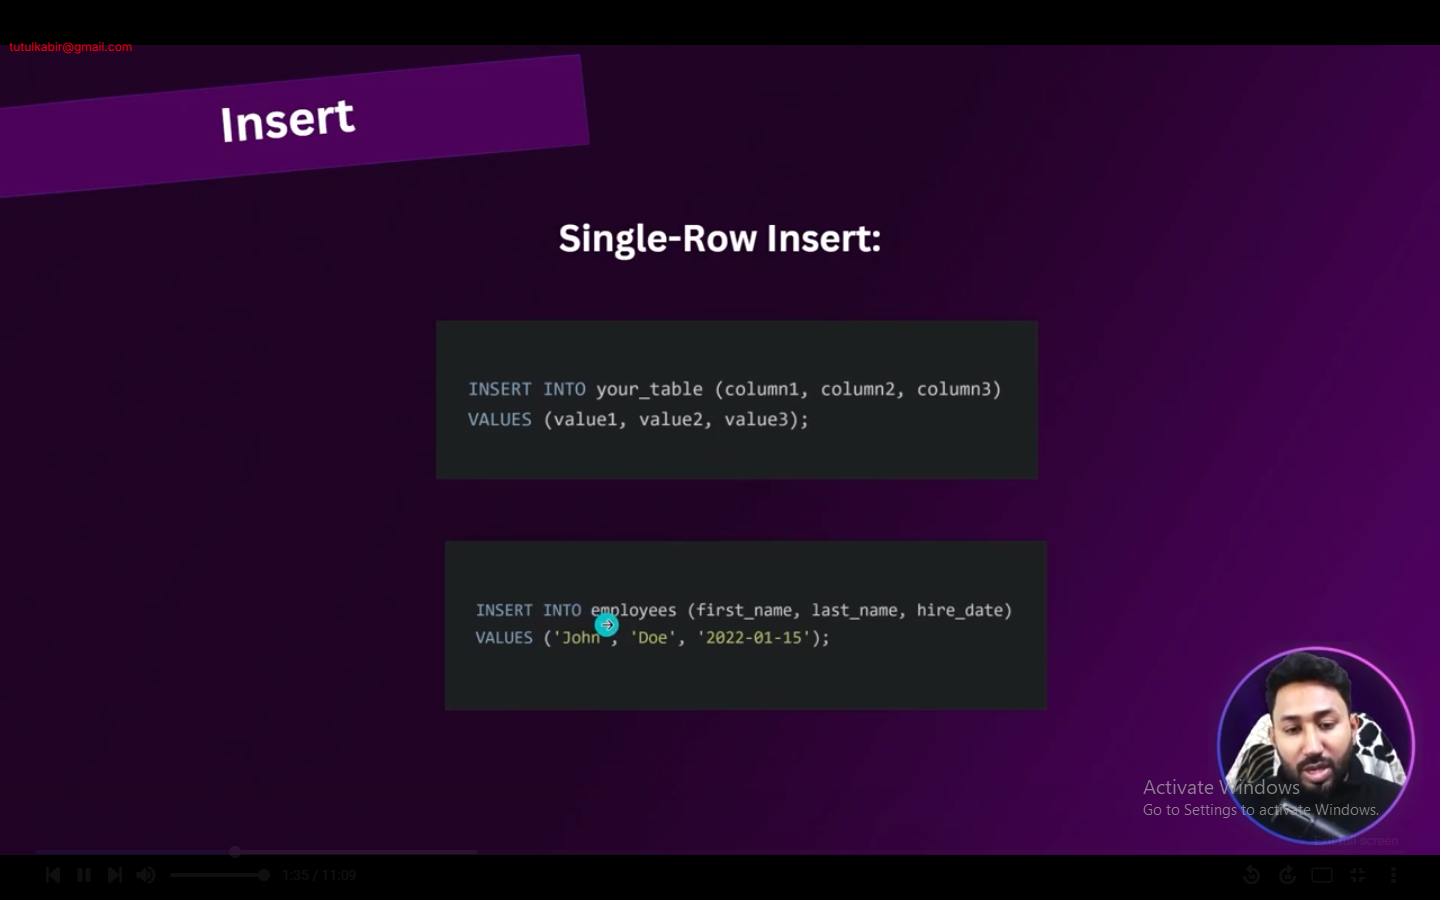 tutulkabir@gmail.com
Insert
Single-Row Insert:
INSERT INTO your_table (column1, column2, column3)
VALUES (value1, value2, value3);
INSERT INTO employees (first_name, last_name, hire_date)
VALUES ('John', 'Doe', '2022-01-15');
Activate Windows
Go to Settings to activate Windows.
screen
1:35 / 11:09